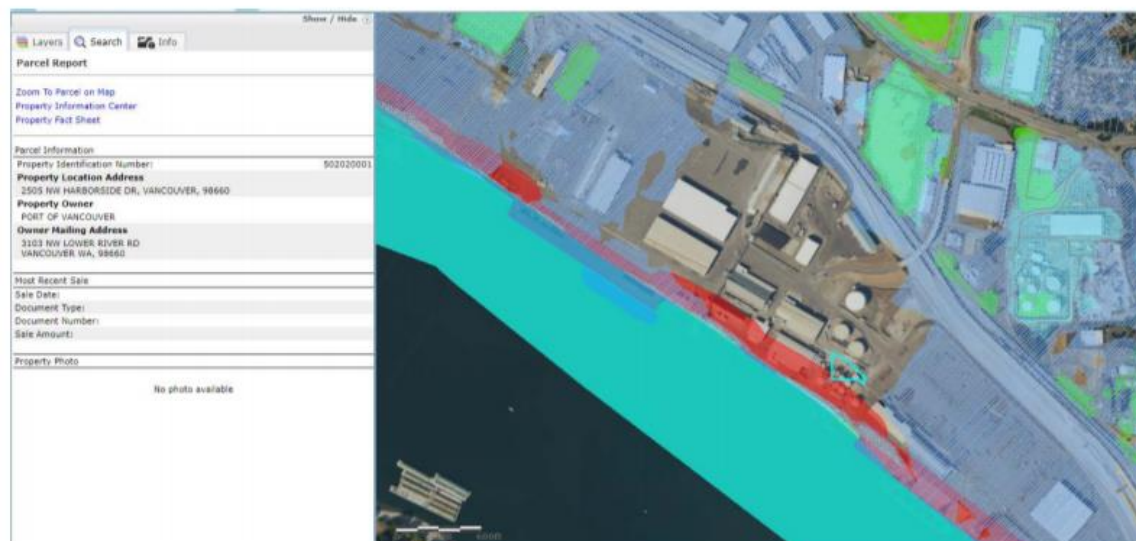 Show / Hide
Layers Search Info
Parcel Report
Zoom To Parcel on Map
Property Information Center
Property Fact Sheet
Parcel Information
Property Identification Number: 502020001
Property Location Address
2505 NW HARBORSIDE DR, VANCOUVER, 98660
Property Owner
PORT OF VANCOUVER
Owner Mailing Address
3103 NW LOWER RIVER RD
VANCOUVER WA, 98660
Most Recent Sale
Sale Date:
Document Type:
Document Number:
Sale Amount:
Property Photo
No photo available